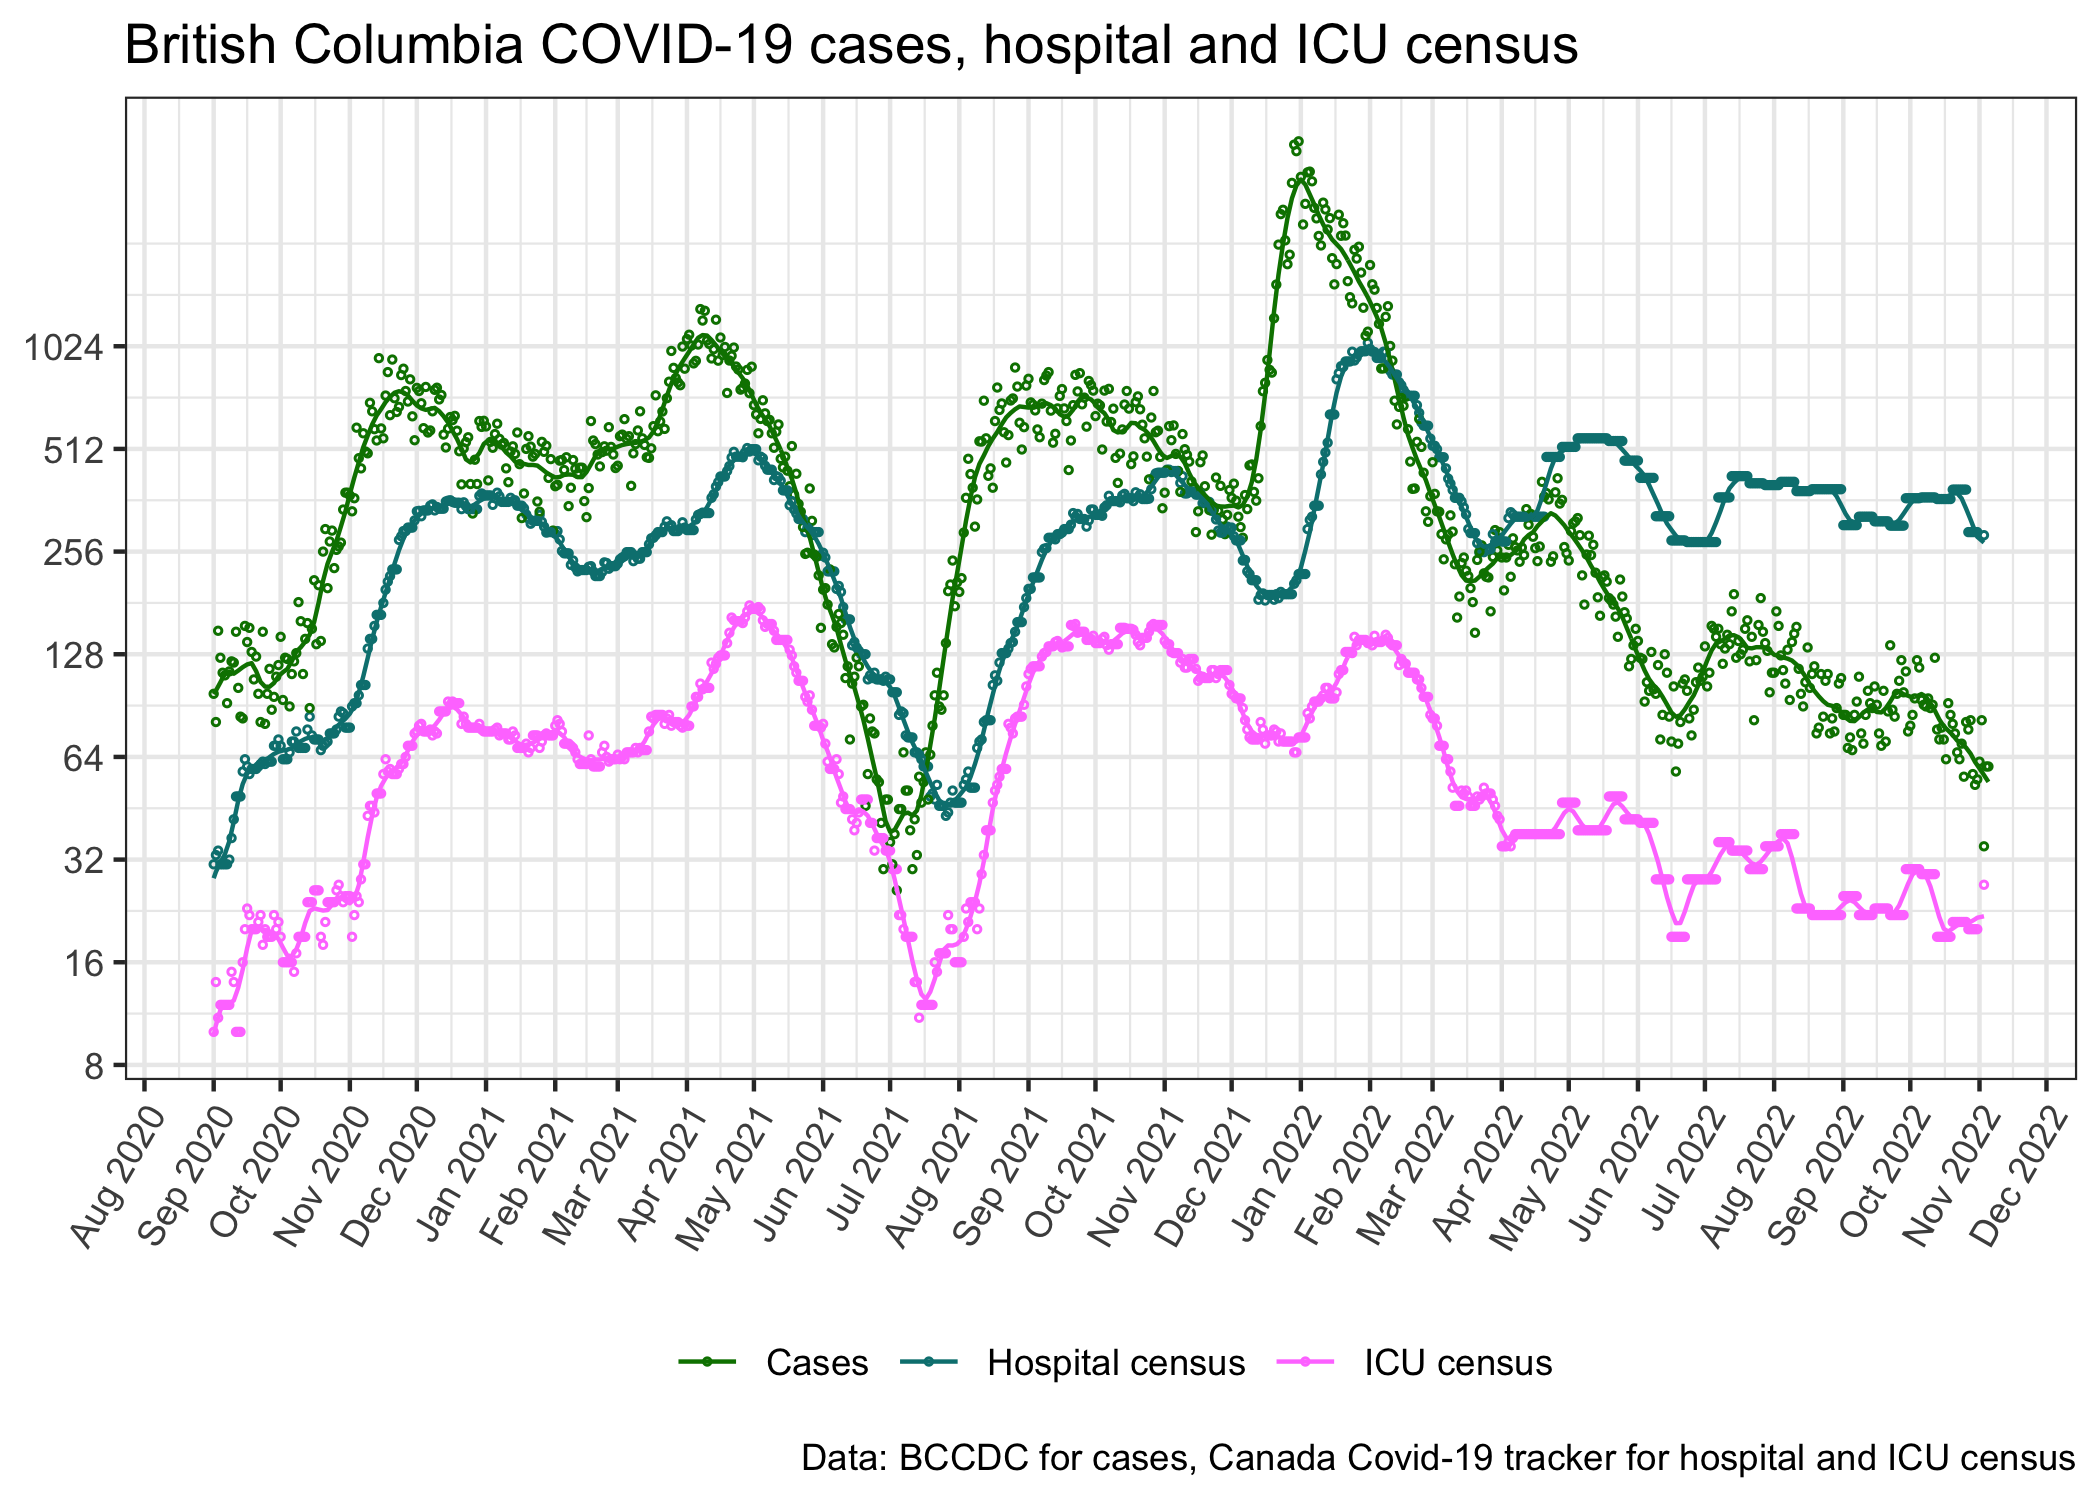 British Columbia COVID-19 cases, hospital and ICU census
1024
512
256
128
64
32
16
8
Aug 2020
Sep 2020
Oct 2020
Nov 2020
Dec 2020
Jan 2021
Feb 2021
Mar 2021
Apr 2021
May 2021
Jun 2021
Jul 2021
Aug 2021
Sep 2021
Oct 2021
Nov 2021
Dec 2021
Jan 2022
Feb 2022
Mar 2022
Apr 2022
May 2022
Jun 2022
Jul 2022
Aug 2022
Sep 2022
Oct 2022
Nov 2022
Dec 2022
Cases Hospital census ICU census
Data: BCCDC for cases, Canada Covid-19 tracker for hospital and ICU census